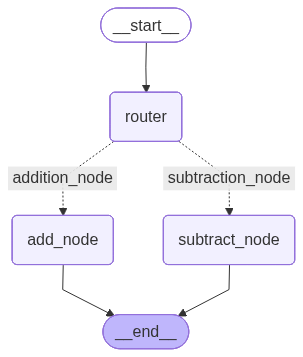 __start__
router
addition_node
subtraction_node
add_node
subtract_node
__end__